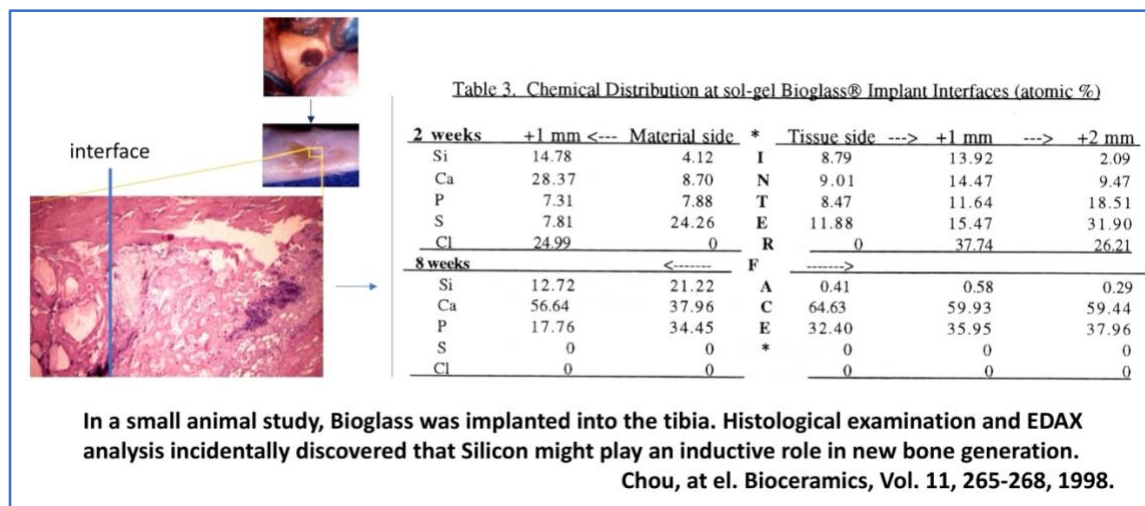 interface
Table 3. Chemical Distribution at sol-gel Bioglass® Implant Interfaces (atomic %)
2 weeks +1 mm <--- Material side * Tissue side ---> +1 mm ---> +2 mm
Si 14.78 4.12 I 8.79 13.92 2.09
Ca 28.37 8.70 N 9.01 14.47 9.47
P 7.31 7.88 T 8.47 11.64 18.51
S 7.81 24.26 E 11.88 15.47 31.90
Cl 24.99 0 R 0 37.74 26.21
8 weeks <------- F ------->
Si 12.72 21.22 A 0.41 0.58 0.29
Ca 56.64 37.96 C 64.63 59.93 59.44
P 17.76 34.45 E 32.40 35.95 37.96
S 0 0 * 0 0 0
Cl 0 0 0 0 0
In a small animal study, Bioglass was implanted into the tibia. Histological examination and EDAX
analysis incidentally discovered that Silicon might play an inductive role in new bone generation.
Chou, at el. Bioceramics, Vol. 11, 265-268, 1998.